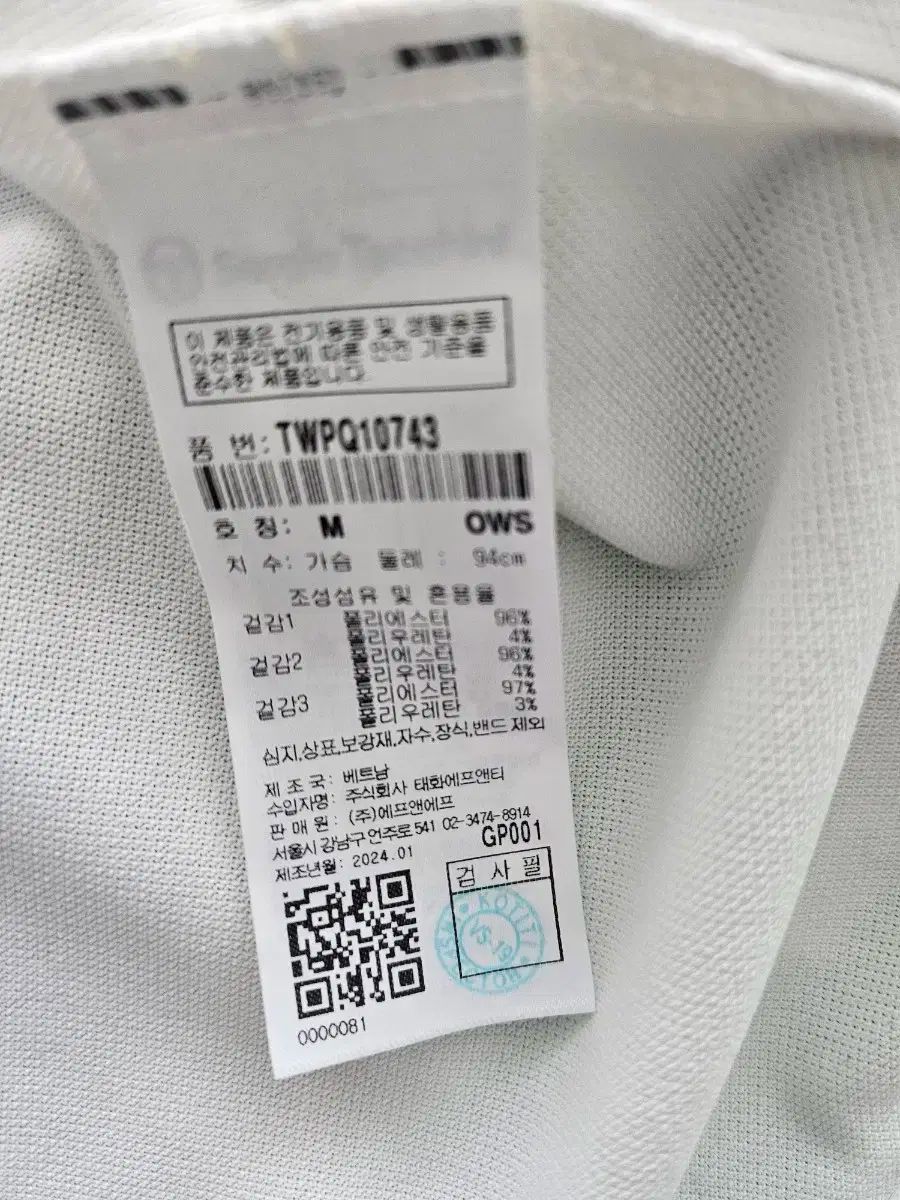 이 제품은 전기용품 및 생활용품
안전관리법에 따른 안전 기준을
준수한 제품입니다.
품 번: TWPQ10743
호 칭: M OWS
치 수: 가슴 둘레 : 94cm
조성섬유 및 혼용율
겉감1 폴리에스터 96%
폴리우레탄 4%
겉감2 폴리에스터 96%
폴리우레탄 4%
겉감3 폴리에스터 97%
폴리우레탄 3%
심지,상표,보강재,자수,장식,밴드 제외
제 조 국: 베트남
수입자명: 주식회사 태화에프앤티
판 매 원: (주)에프앤에프
서울시 강남구 언주로 541 02-3474-8914
GP001
제조년월: 2024.01
검 사 필
KOTITI
VS-19
0000081